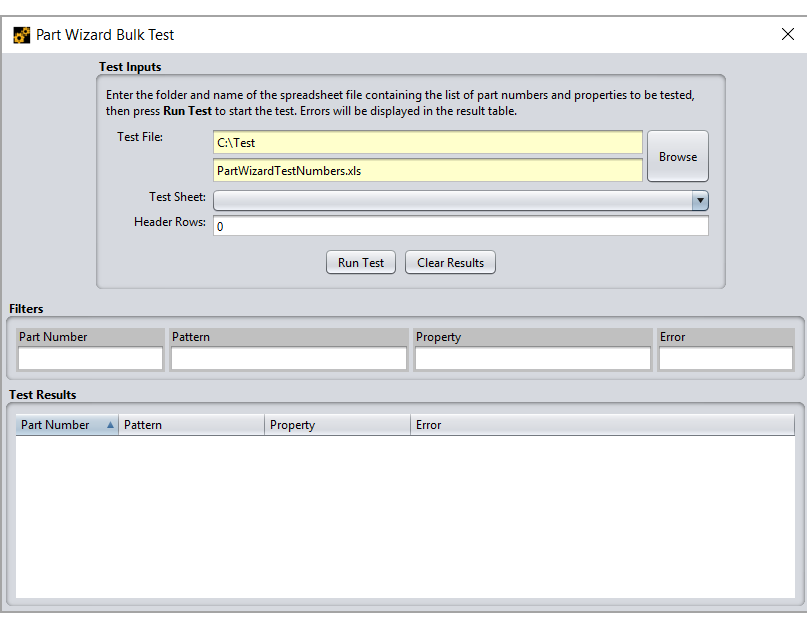 Part Wizard Bulk Test
Test Inputs
Enter the folder and name of the spreadsheet file containing the list of part numbers and properties to be tested,
then press Run Test to start the test. Errors will be displayed in the result table.
Test File:
C:\Test
Browse
PartWizardTestNumbers.xls
Test Sheet:
Header Rows:
0
Run Test
Clear Results
Filters
Part Number
Pattern
Property
Error
Test Results
Part Number
Pattern
Property
Error